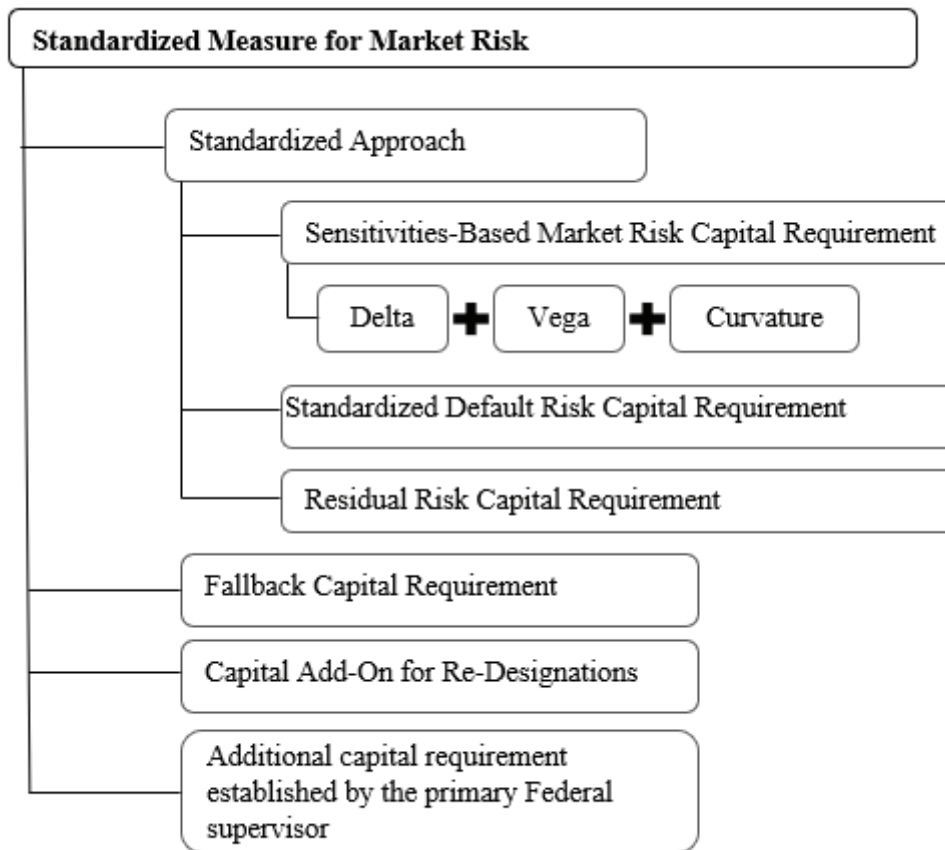 Standardized Measure for Market Risk
Standardized Approach
Sensitivities-Based Market Risk Capital Requirement
Delta + Vega + Curvature
Standardized Default Risk Capital Requirement
Residual Risk Capital Requirement
Fallback Capital Requirement
Capital Add-On for Re-Designations
Additional capital requirement
established by the primary Federal
supervisor